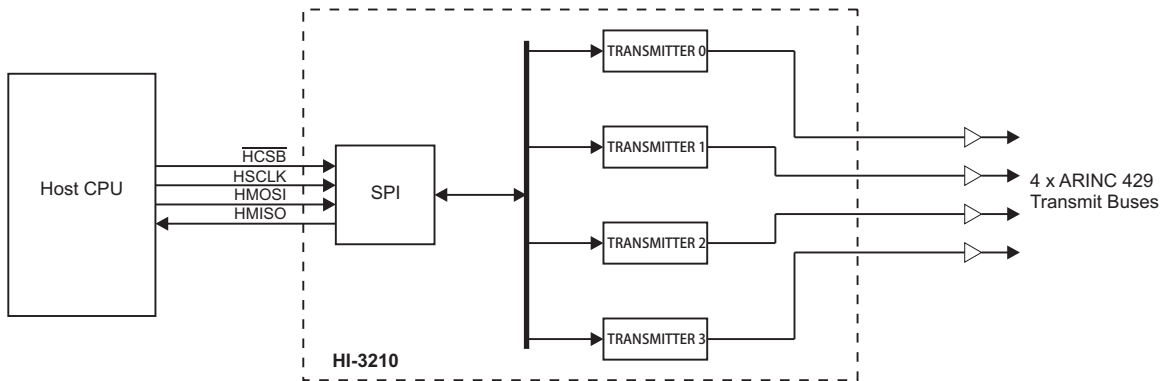 TRANSMITTER 0
TRANSMITTER 1
HCSB
HSCLK
HMOSI
HMISO
Host CPU
SPI
4 x ARINC 429
Transmit Buses
TRANSMITTER 2
TRANSMITTER 3
HI-3210